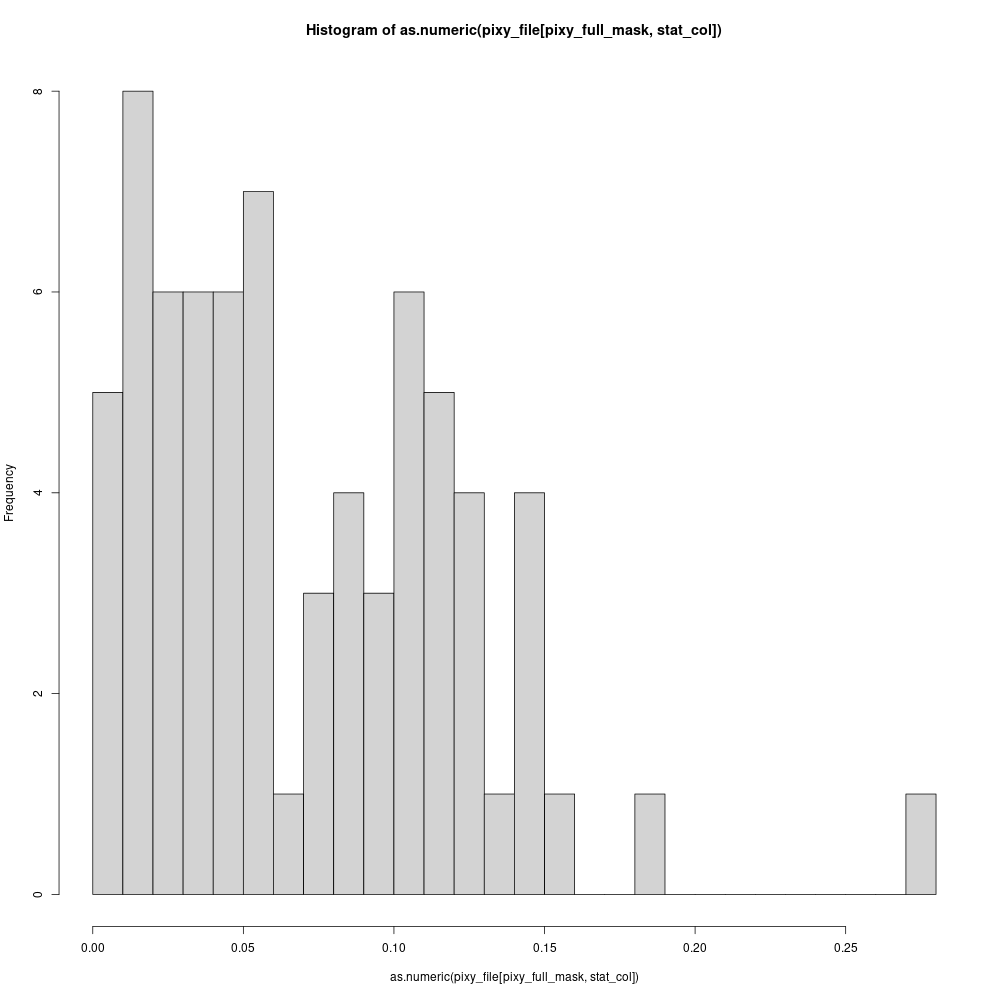 Histogram of as.numeric(pixy_file[pixy_full_mask, stat_col])
8
6
4
2
0
Frequency
0.00 0.05 0.10 0.15 0.20 0.25
as.numeric(pixy_file[pixy_full_mask, stat_col])